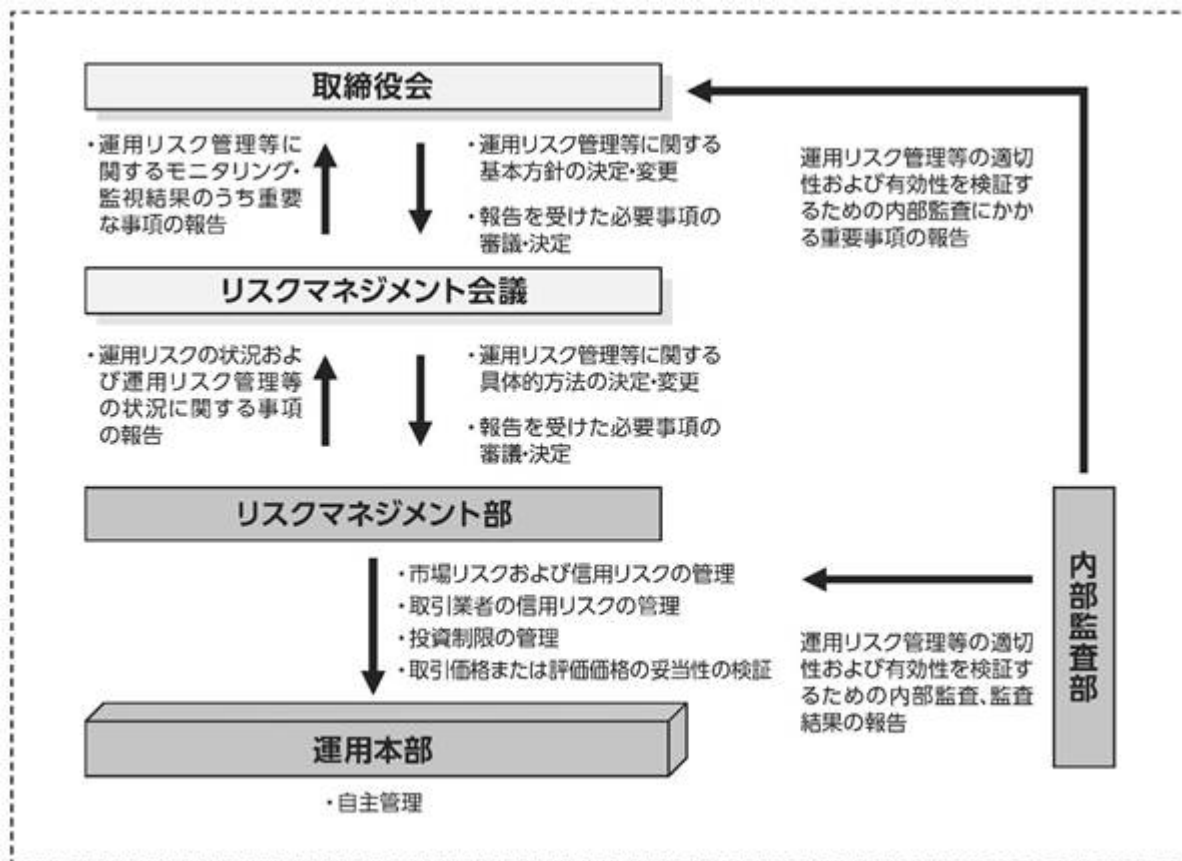 取締役会
・運用リスク管理等に
関するモニタリング・
監視結果のうち重要
な事項の報告
・運用リスク管理等に関する
基本方針の決定・変更
・報告を受けた必要事項の
審議・決定
運用リスク管理等の適切
性および有効性を検証す
るための内部監査にかか
る重要事項の報告
リスクマネジメント会議
・運用リスクの状況およ
び運用リスク管理等
の状況に関する事項
の報告
・運用リスク管理等に関する
具体的方法の決定・変更
・報告を受けた必要事項の
審議・決定
リスクマネジメント部
・市場リスクおよび信用リスクの管理
・取引業者の信用リスクの管理
・投資制限の管理
・取引価格または評価価格の妥当性の検証
内部監査部
運用リスク管理等の適切
性および有効性を検証す
るための内部監査、監査
結果の報告
運用本部
・自主管理